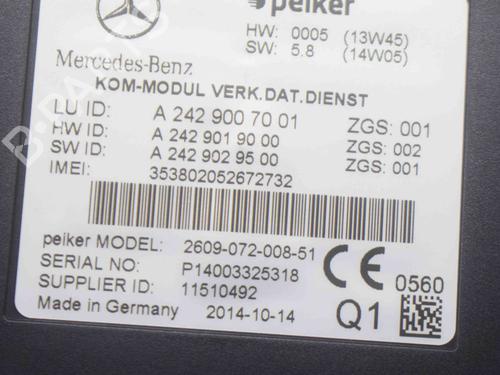 peiker
HW: 0005 (13W45)
SW: 5.8 (14W05)
Mercedes-Benz
KOM-MODUL VERK.DAT.DIENST
LU ID: A 242 900 70 01 ZGS: 001
HW ID: A 242 901 90 00 ZGS: 002
SW ID: A 242 902 95 00 ZGS: 001
IMEI: 353802052672732
peiker MODEL: 2609-072-008-51
SERIAL NO: P14003325318
SUPPLIER ID: 11510492
Made in Germany 2014-10-14
CE 0560
Q1
B-PARTS